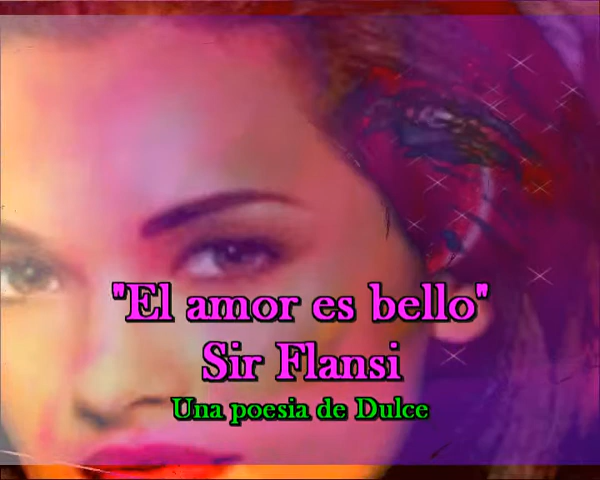 "El amor es bello"
Sir Flansi
Una poesia de Dulce